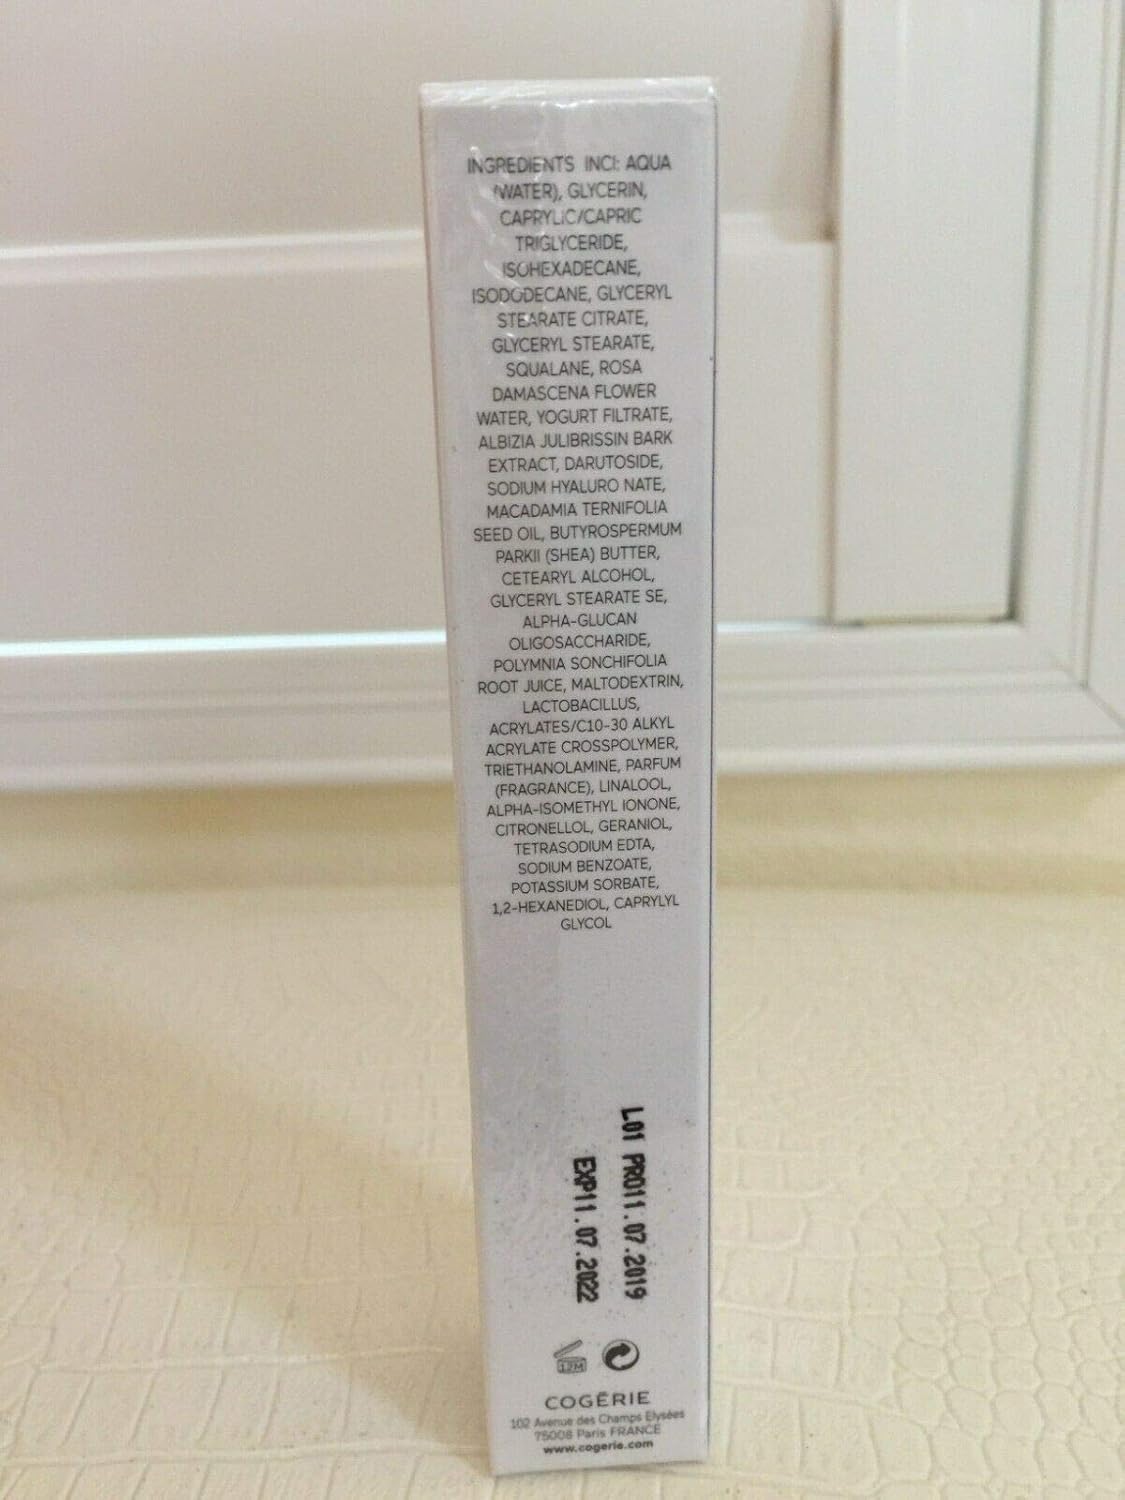 INGREDIENTS INCI: AQUA
(WATER), GLYCERIN,
CAPRYLIC/CAPRIC
TRIGLYCERIDE,
ISOHEXADECANE,
ISODODECANE, GLYCERYL
STEARATE CITRATE,
GLYCERYL STEARATE,
SQUALANE, ROSA
DAMASCENA FLOWER
WATER, YOGURT FILTRATE,
ALBIZIA JULIBRISSIN BARK
EXTRACT, DARUTOSIDE,
SODIUM HYALURO NATE,
MACADAMIA TERNIFOLIA
SEED OIL, BUTYROSPERMUM
PARKII (SHEA) BUTTER,
CETEARYL ALCOHOL,
GLYCERYL STEARATE SE,
ALPHA-GLUCAN
OLIGOSACCHARIDE,
POLYMNIA SONCHIFOLIA
ROOT JUICE, MALTODEXTRIN,
LACTOBACILLUS,
ACRYLATES/C10-30 ALKYL
ACRYLATE CROSSPOLYMER,
TRIETHANOLAMINE, PARFUM
(FRAGRANCE), LINALOOL,
ALPHA-ISOMETHYL IONONE,
CITRONELLOL, GERANIOL,
TETRASODIUM EDTA,
SODIUM BENZOATE,
POTASSIUM SORBATE,
1,2-HEXANEDIOL, CAPRYLYL
GLYCOL
L01 PRO11.07.2019
EXP11.07.2022
12M
COGĒRIE
102 Avenue des Champs Elysées
75008 Paris FRANCE
www.cogerie.com